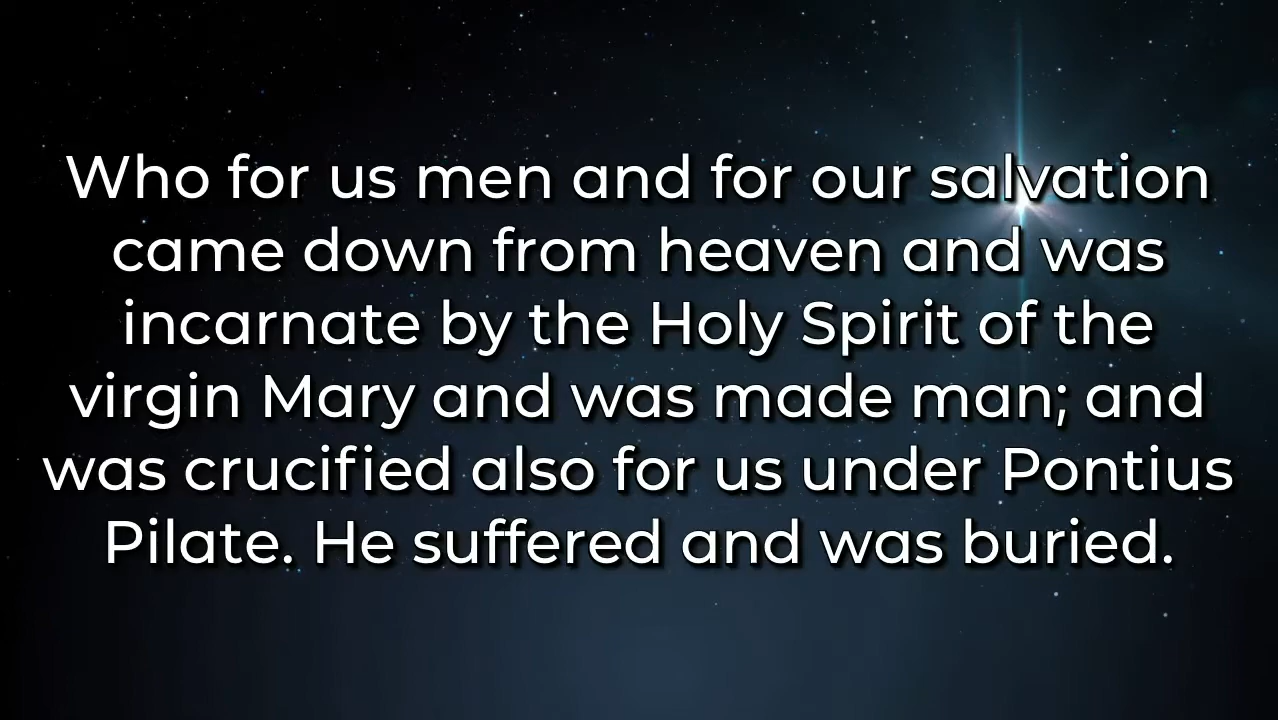 Who for us men and for our salvation
came down from heaven and was
incarnate by the Holy Spirit of the
virgin Mary and was made man; and
was crucified also for us under Pontius
Pilate. He suffered and was buried.